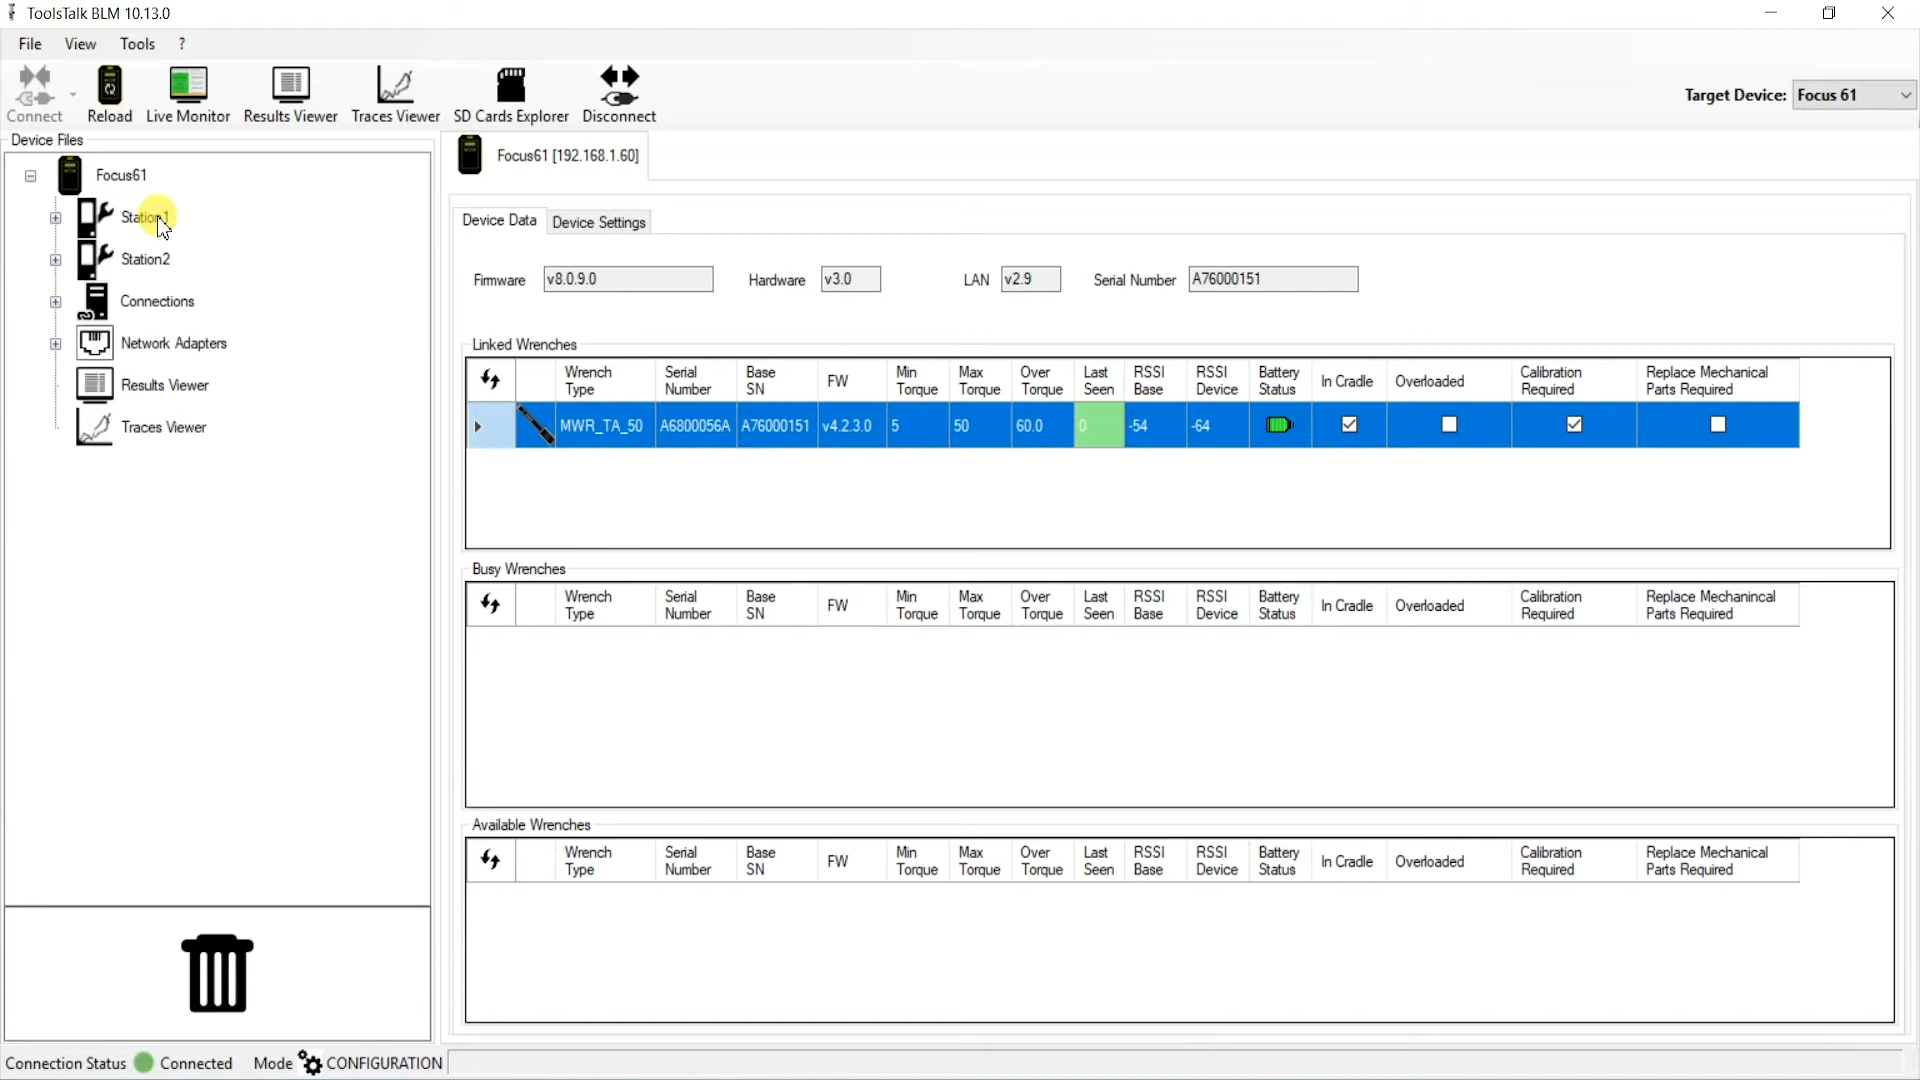 ToolsTalk BLM 10.13.0
File View Tools ?
Connect Reload Live Monitor Results Viewer Traces Viewer SD Cards Explorer Disconnect Target Device: Focus 61
Device Files
Focus61
Station1
Station2
Connections
Network Adapters
Results Viewer
Traces Viewer
Focus61 [192.168.1.60]
Device Data Device Settings
Firmware v8.0.9.0 Hardware v3.0 LAN v2.9 Serial Number A76000151
Linked Wrenches
Wrench Type Serial Number Base SN FW Min Torque Max Torque Over Torque Last Seen RSSI Base RSSI Device Battery Status In Cradle Overloaded Calibration Required Replace Mechanical Parts Required
MWR_TA_50 A6800056A A76000151 v4.2.3.0 5 50 60.0 0 -54 -64
Busy Wrenches
Wrench Type Serial Number Base SN FW Min Torque Max Torque Over Torque Last Seen RSSI Base RSSI Device Battery Status In Cradle Overloaded Calibration Required Replace Mechanincal Parts Required
Available Wrenches
Wrench Type Serial Number Base SN FW Min Torque Max Torque Over Torque Last Seen RSSI Base RSSI Device Battery Status In Cradle Overloaded Calibration Required Replace Mechanical Parts Required
Connection Status Connected Mode CONFIGURATION